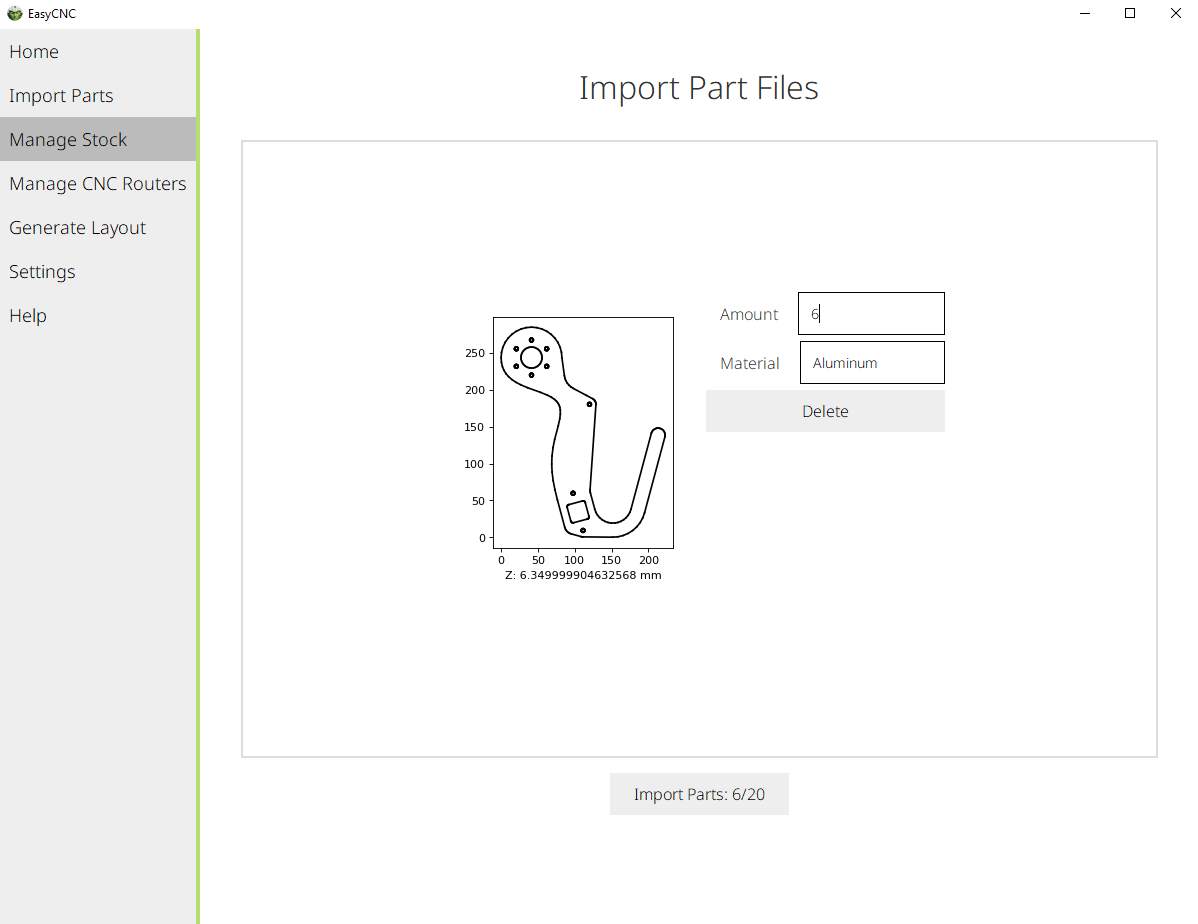 EasyCNC
Home
Import Parts
Manage Stock
Manage CNC Routers
Generate Layout
Settings
Help
Import Part Files
250
200
150
100
50
0
0 50 100 150 200
Z: 6.349999904632568 mm
Amount 6
Material Aluminum
Delete
Import Parts: 6/20